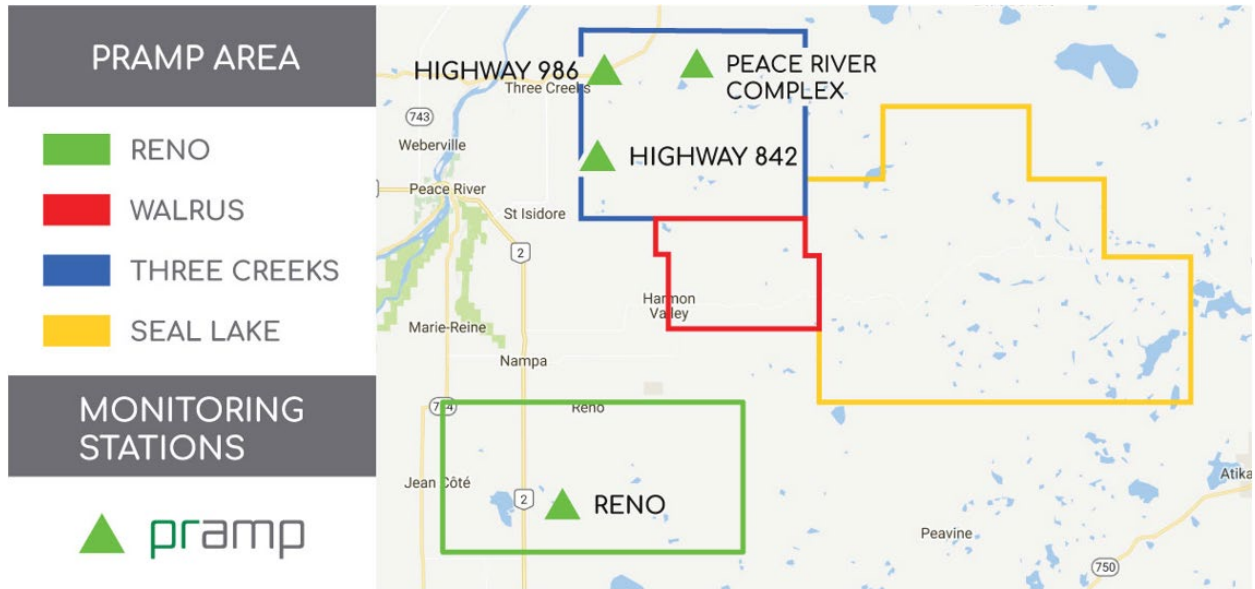 PRAMP AREA
RENO
WALRUS
THREE CREEKS
SEAL LAKE
MONITORING
STATIONS
pramp
HIGHWAY 986
Three Creeks
PEACE RIVER
COMPLEX
743
Weberville
HIGHWAY 842
Peace River
St Isidore
2
Harmon
Valley
Marie-Reine
Nampa
744
Reno
Jean Côté
2
RENO
Atika
Peavine
750